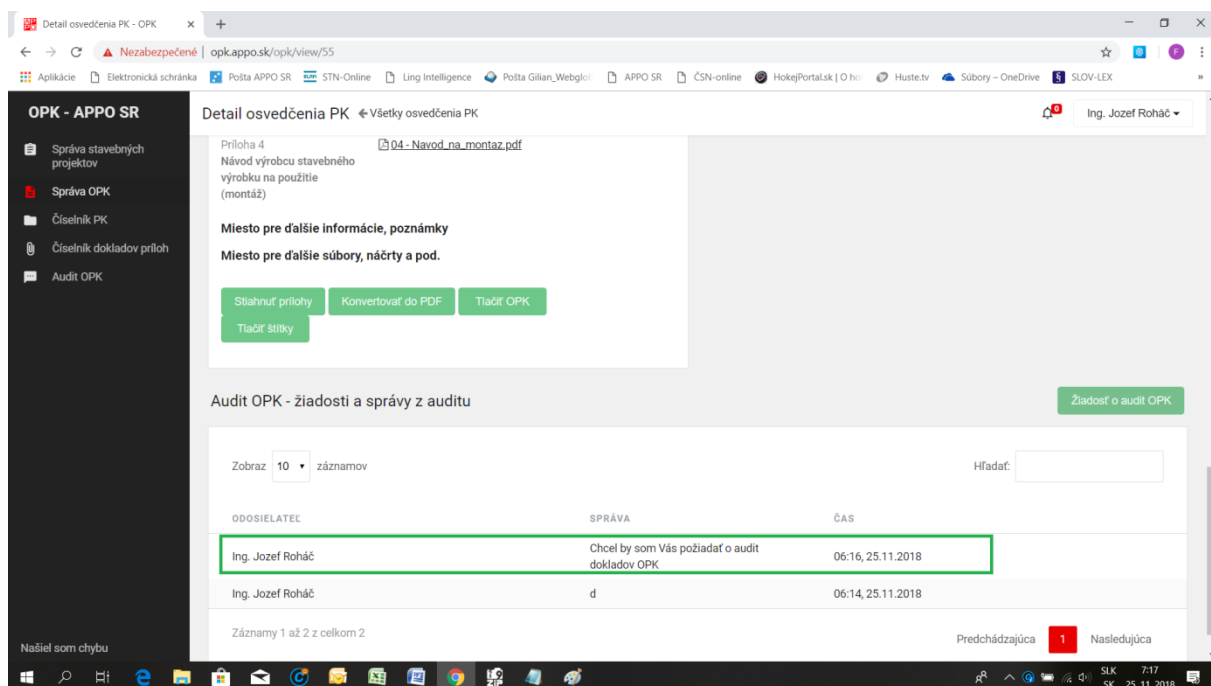 Detail osvedčenia PK - OPK
Nezabezpečené | opk.appo.sk/opk/view/55
F
Aplikácie Elektronická schránka Pošta APPO SR STN-Online Ling Intelligence Pošta Gilian_Webglob APPO SR ČSN-online HokejPortal.sk | O ho Huste.tv Súbory – OneDrive SLOV-LEX »
OPK - APPO SR
Detail osvedčenia PK Všetky osvedčenia PK
0
Ing. Jozef Roháč
Správa stavebných
projektov
Správa OPK
Číselník PK
Číselník dokladov príloh
Audit OPK
Našiel som chybu
Príloha 4 04 - Navod_na_montaz.pdf
Návod výrobcu stavebného
výrobku na použitie
(montáž)
Miesto pre ďalšie informácie, poznámky
Miesto pre ďalšie súbory, náčrty a pod.
Stiahnuť prílohy Konvertovať do PDF Tlačiť OPK
Tlačiť štítky
Audit OPK - žiadosti a správy z auditu
Žiadosť o audit OPK
Zobraz 10 záznamov
Hľadať:
ODOSIELATEĽ SPRÁVA ČAS
Ing. Jozef Roháč Chcel by som Vás požiadať o audit
dokladov OPK 06:16, 25.11.2018
Ing. Jozef Roháč d 06:14, 25.11.2018
Záznamy 1 až 2 z celkom 2
Predchádzajúca 1 Nasledujúca
SLK 7:17
SK 25. 11. 2018